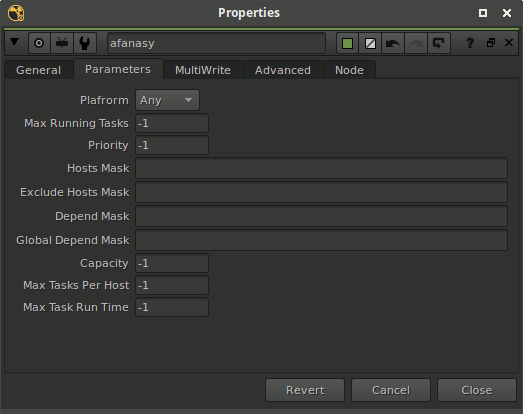 Properties
afanasy
?
General Parameters MultiWrite Advanced Node
Plafrorm Any
Max Running Tasks -1
Priority -1
Hosts Mask
Exclude Hosts Mask
Depend Mask
Global Depend Mask
Capacity -1
Max Tasks Per Host -1
Max Task Run Time -1
Revert Cancel Close